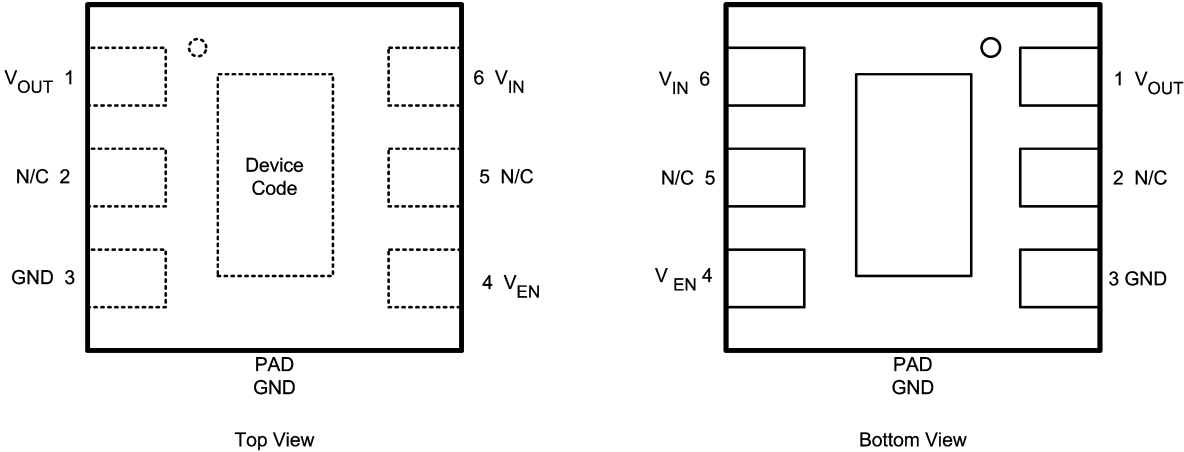 VOUT 1
6 VIN
N/C 2
Device
Code
5 N/C
GND 3
4 VEN
PAD
GND
Top View
VIN 6
1 VOUT
N/C 5
2 N/C
VEN 4
3 GND
PAD
GND
Bottom View